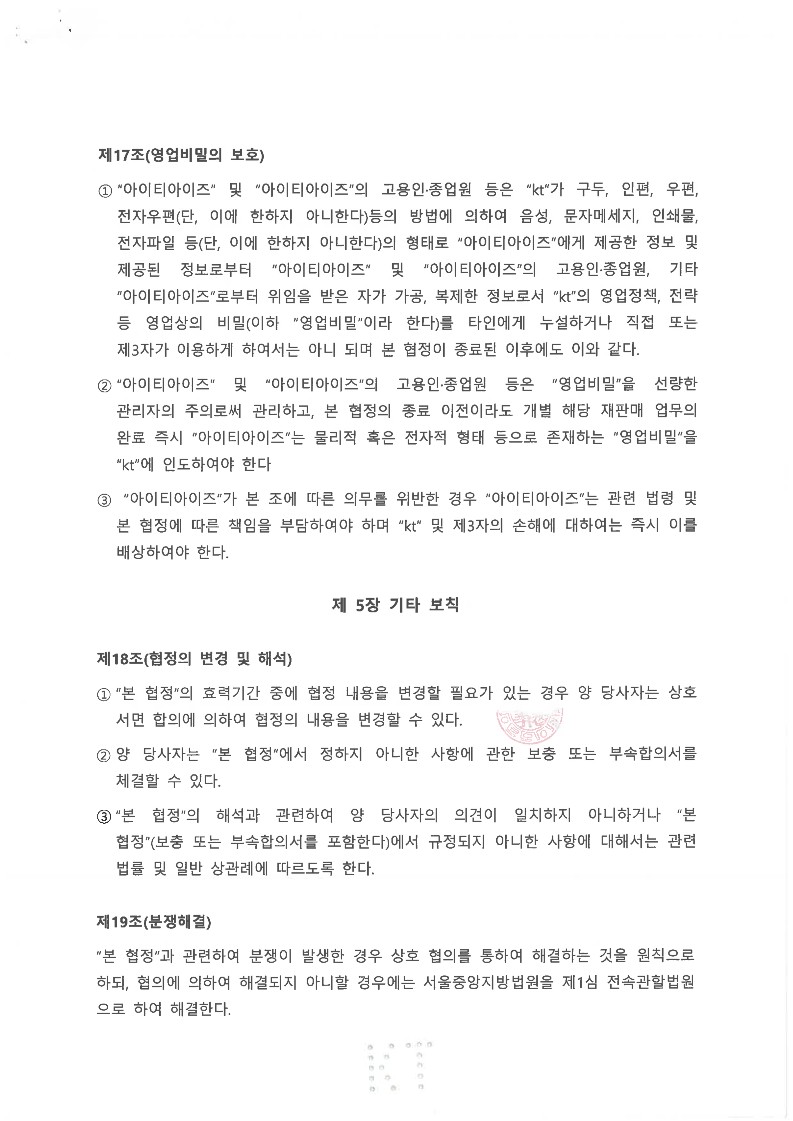 제17조(영업비밀의 보호)
① "아이티아이즈" 및 "아이티아이즈"의 고용인·종업원 등은 "kt"가 구두, 인편, 우편,
전자우편(단, 이에 한하지 아니한다)등의 방법에 의하여 음성, 문자메세지, 인쇄물,
전자파일 등(단, 이에 한하지 아니한다)의 형태로 "아이티아이즈"에게 제공한 정보 및
제공된 정보로부터 "아이티아이즈" 및 "아이티아이즈"의 고용인·종업원, 기타
"아이티아이즈"로부터 위임을 받은 자가 가공, 복제한 정보로서 "kt"의 영업정책, 전략
등 영업상의 비밀(이하 "영업비밀"이라 한다)를 타인에게 누설하거나 직접 또는
제3자가 이용하게 하여서는 아니 되며 본 협정이 종료된 이후에도 이와 같다.
② "아이티아이즈" 및 "아이티아이즈"의 고용인·종업원 등은 "영업비밀"을 선량한
관리자의 주의로써 관리하고, 본 협정의 종료 이전이라도 개별 해당 재판매 업무의
완료 즉시 "아이티아이즈"는 물리적 혹은 전자적 형태 등으로 존재하는 "영업비밀"을
"kt"에 인도하여야 한다
③ "아이티아이즈"가 본 조에 따른 의무를 위반한 경우 "아이티아이즈"는 관련 법령 및
본 협정에 따른 책임을 부담하여야 하며 "kt" 및 제3자의 손해에 대하여는 즉시 이를
배상하여야 한다.
제 5장 기타 보칙
제18조(협정의 변경 및 해석)
① "본 협정"의 효력기간 중에 협정 내용을 변경할 필요가 있는 경우 양 당사자는 상호
서면 합의에 의하여 협정의 내용을 변경할 수 있다.
② 양 당사자는 "본 협정"에서 정하지 아니한 사항에 관한 보충 또는 부속합의서를
체결할 수 있다.
③ "본 협정"의 해석과 관련하여 양 당사자의 의견이 일치하지 아니하거나 "본
협정"(보충 또는 부속합의서를 포함한다)에서 규정되지 아니한 사항에 대해서는 관련
법률 및 일반 상관례에 따르도록 한다.
제19조(분쟁해결)
"본 협정"과 관련하여 분쟁이 발생한 경우 상호 협의를 통하여 해결하는 것을 원칙으로
하되, 협의에 의하여 해결되지 아니할 경우에는 서울중앙지방법원을 제1심 전속관할법원
으로 하여 해결한다.
KT